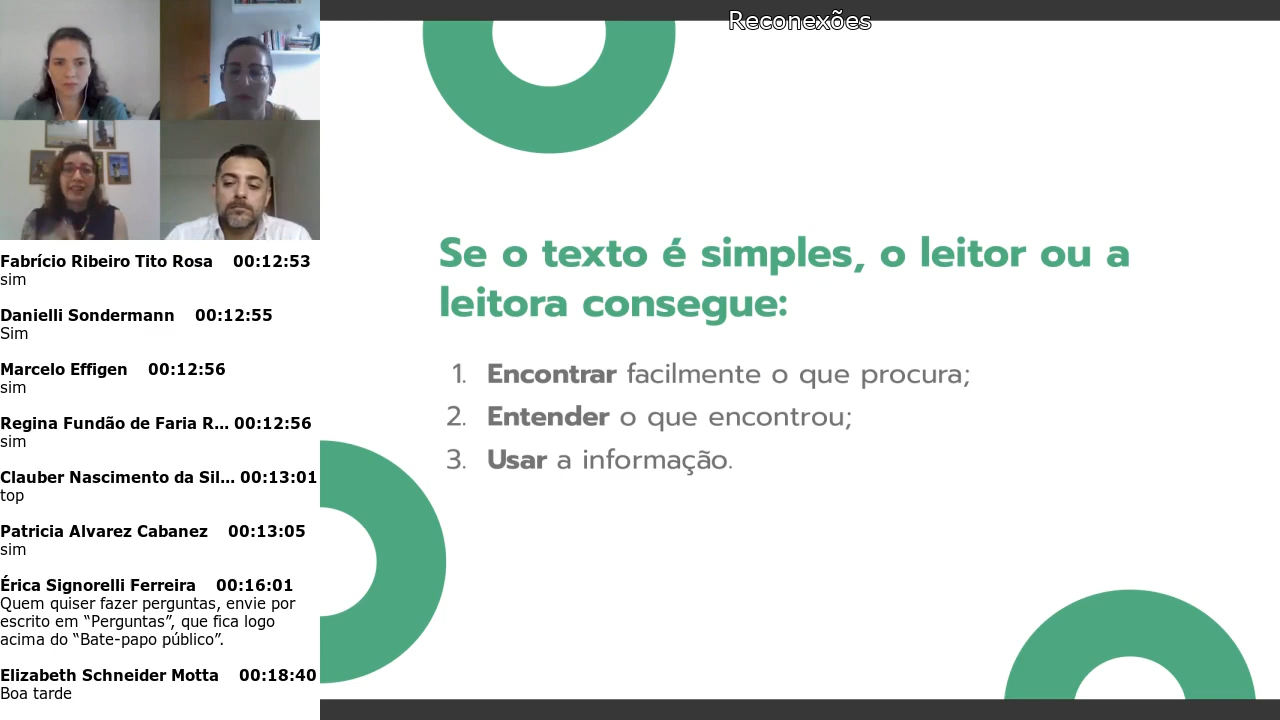 Reconexões
Se o texto é simples, o leitor ou a
leitora consegue:
1. Encontrar facilmente o que procura;
2. Entender o que encontrou;
3. Usar a informação.
Fabrício Ribeiro Tito Rosa 00:12:53
sim
Danielli Sondermann 00:12:55
Sim
Marcelo Effigen 00:12:56
sim
Regina Fundão de Faria R... 00:12:56
sim
Clauber Nascimento da Sil... 00:13:01
top
Patricia Alvarez Cabanez 00:13:05
sim
Érica Signorelli Ferreira 00:16:01
Quem quiser fazer perguntas, envie por
escrito em “Perguntas”, que fica logo
acima do “Bate-papo público”.
Elizabeth Schneider Motta 00:18:40
Boa tarde